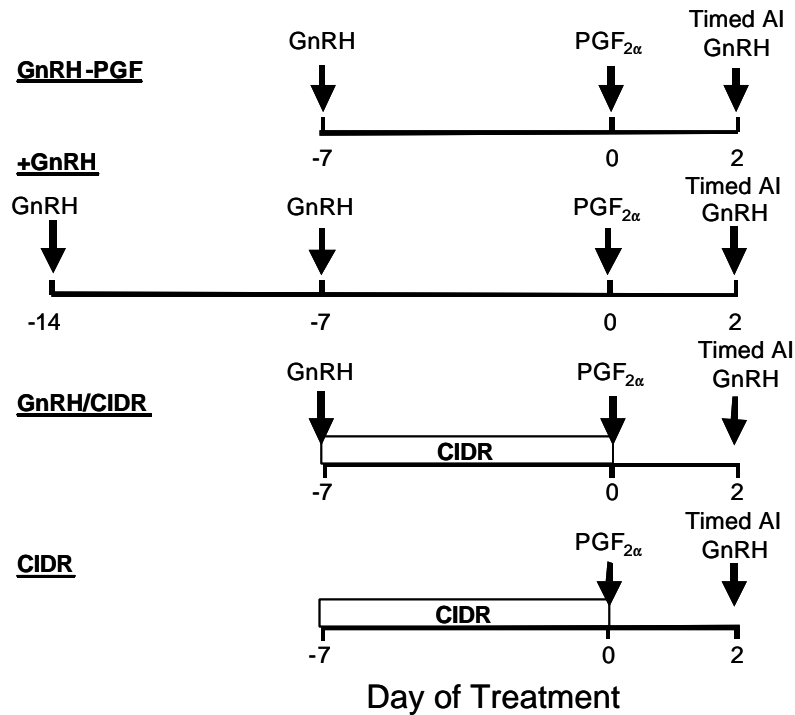 GnRH
PGF2α
Timed AI
GnRH
GnRH-PGF
-7
0
2
+GnRH
GnRH
GnRH
PGF2α
Timed AI
GnRH
-14
-7
0
2
GnRH
PGF2α
Timed AI
GnRH
GnRH/CIDR
CIDR
-7
0
2
PGF2α
Timed AI
GnRH
CIDR
CIDR
-7
0
2
Day of Treatment